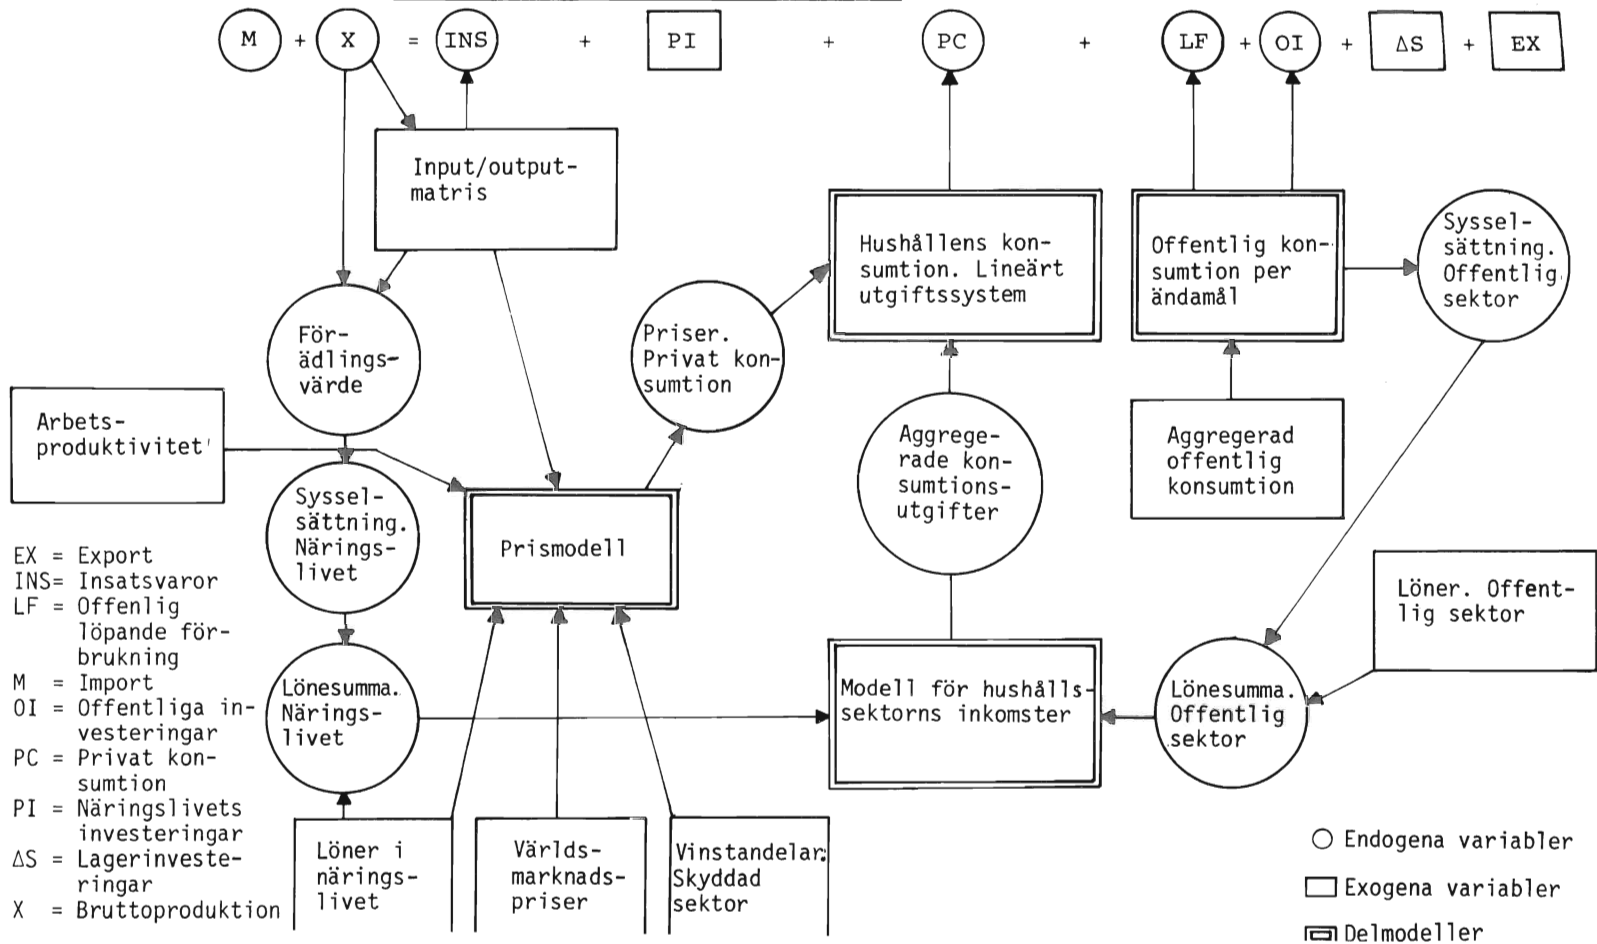 M + X = INS + PI + PC + LF + OI + ΔS + EX
Input/output-
matris
Hushållens kon-
sumtion. Lineärt
utgiftssystem
Offentlig kon-
sumtion per
ändamål
Syssel-
sättning.
Offentlig
sektor
För-
ädlings-
värde
Priser.
Privat kon-
sumtion
Arbets-
produktivitet
Aggrege-
rade kon-
sumtions-
utgifter
Aggregerad
offentlig
konsumtion
Syssel-
sättning.
Närings-
livet
Prismodell
Löner. Offent-
lig sektor
Lönesumma.
Närings-
livet
Modell för hushålls-
sektorns inkomster
Lönesumma.
Offentlig
sektor
Löner i
närings-
livet
Världs-
marknads-
priser
Vinstandelar.
Skyddad
sektor
EX = Export
INS= Insatsvaror
LF = Offenlig
löpande för-
brukning
M = Import
OI = Offentliga in-
vesteringar
PC = Privat kon-
sumtion
PI = Näringslivets
investeringar
ΔS = Lagerinveste-
ringar
X = Bruttoproduktion
Endogena variabler
Exogena variabler
Delmodeller